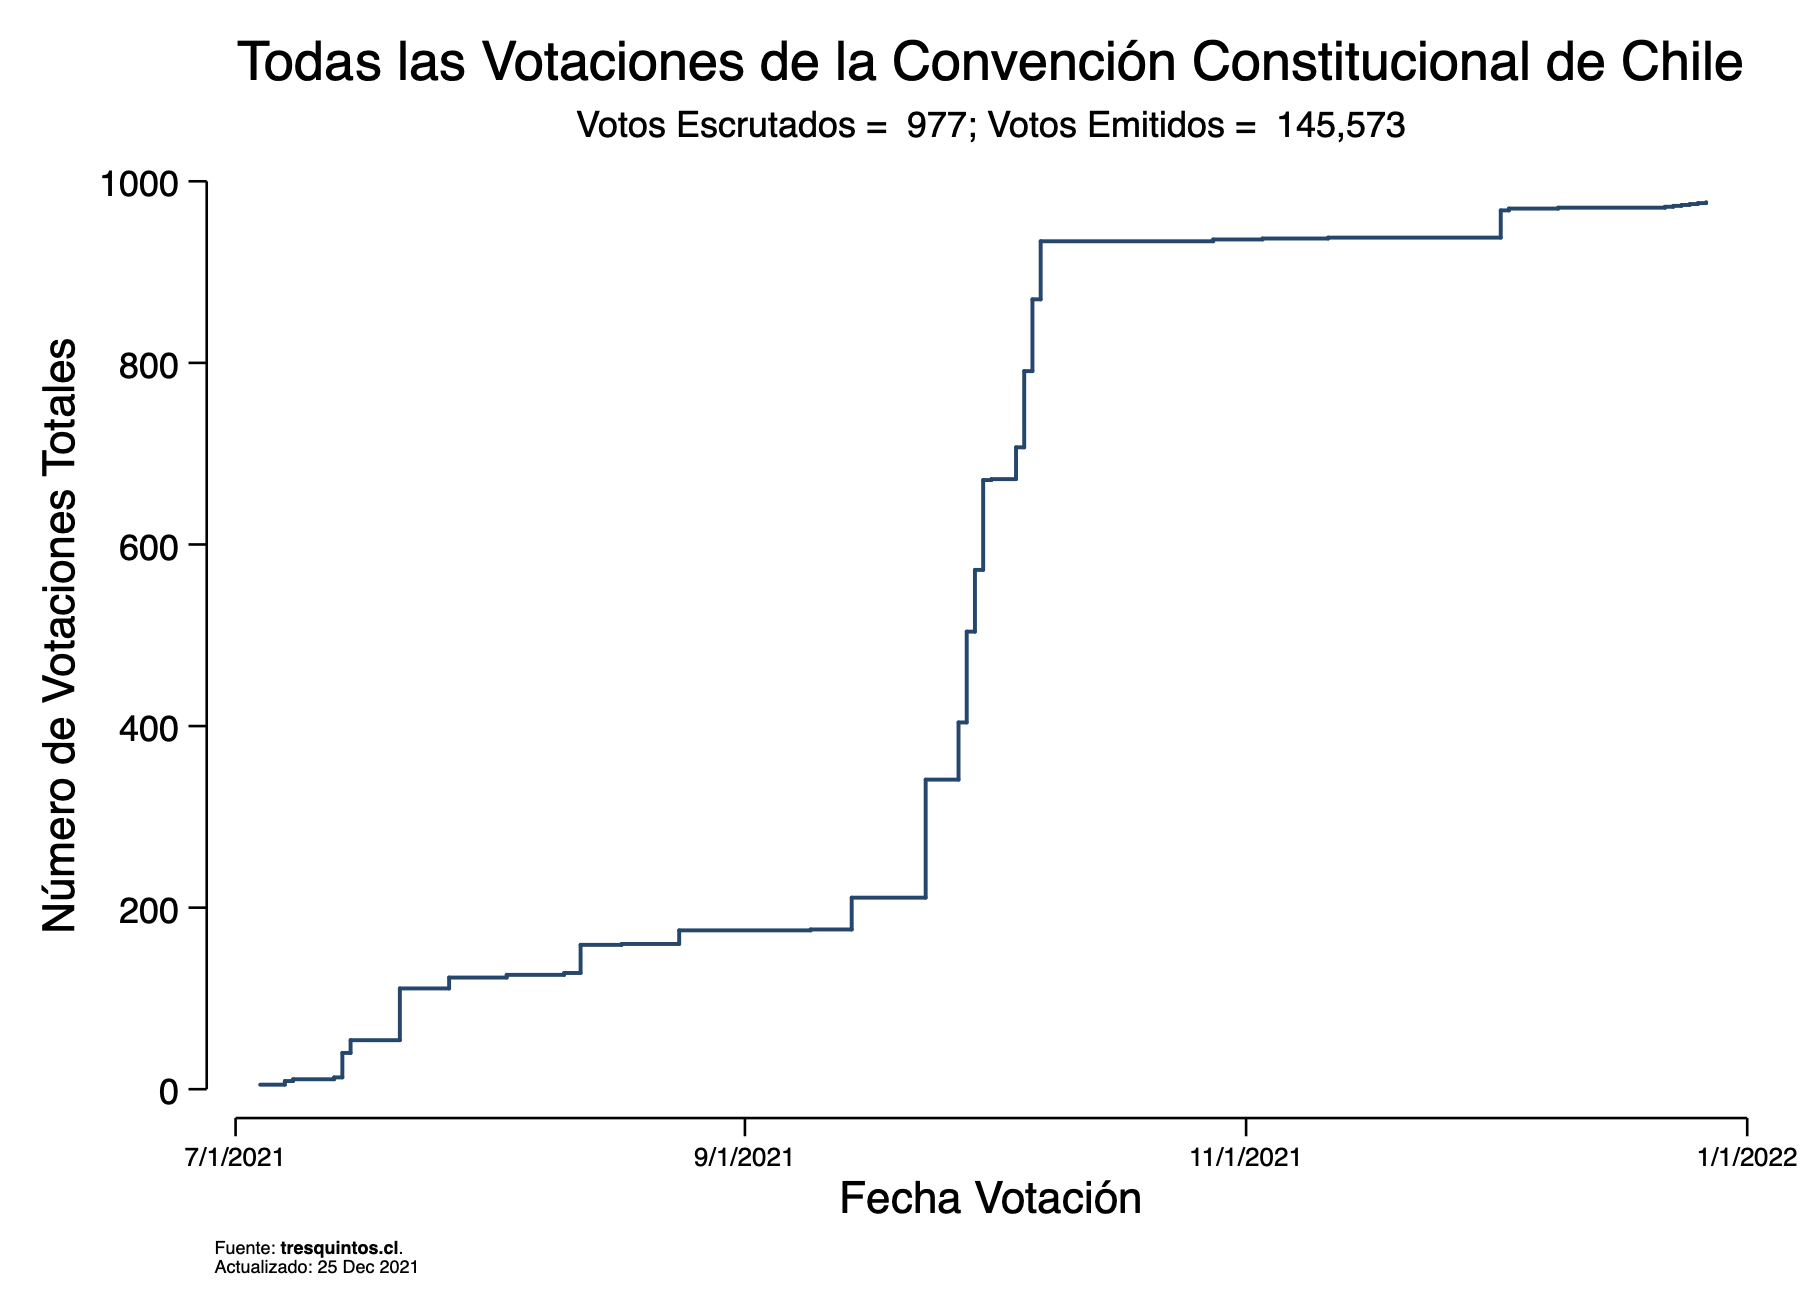 Todas las Votaciones de la Convención Constitucional de Chile
Votos Escrutados = 977; Votos Emitidos = 145,573
Número de Votaciones Totales
1000
800
600
400
200
0
7/1/2021
9/1/2021
11/1/2021
1/1/2022
Fecha Votación
Fuente: tresquintos.cl.
Actualizado: 25 Dec 2021